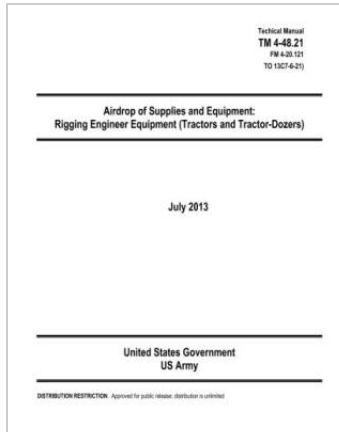 Techical Manual
TM 4-48.21
FM 4-20.121
TO 13C7-6-21)
Airdrop of Supplies and Equipment:
Rigging Engineer Equipment (Tractors and Tractor-Dozers)
July 2013
United States Government
US Army
DISTRIBUTION RESTRICTION: Approved for public release; distribution is unlimited